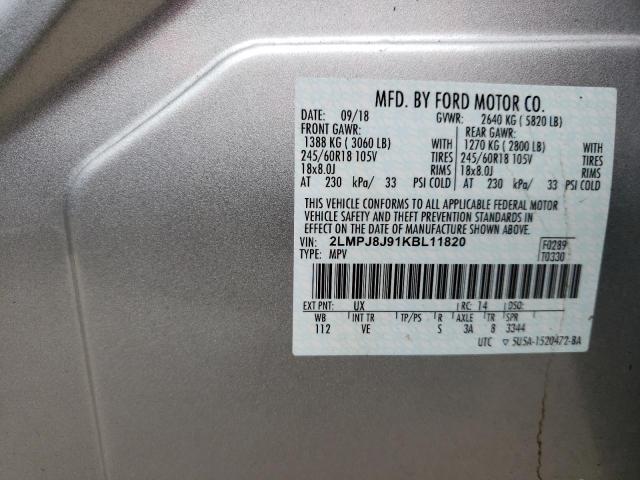 MFD. BY FORD MOTOR CO.
DATE: 09/18 GVWR: 2640 KG ( 5820 LB)
FRONT GAWR: REAR GAWR:
1388 KG ( 3060 LB) WITH 1270 KG ( 2800 LB) WITH
245/60R18 105V TIRES 245/60R18 105V TIRES
18x8.0J RIMS 18x8.0J RIMS
AT 230 kPa/ 33 PSI COLD AT 230 kPa/ 33 PSI COLD
THIS VEHICLE CONFORMS TO ALL APPLICABLE FEDERAL MOTOR
VEHICLE SAFETY AND THEFT PREVENTION STANDARDS IN
EFFECT ON THE DATE OF MANUFACTURE SHOWN ABOVE.
VIN: 2LMPJ8J91KBL11820 F0289
TYPE: MPV T0330
EXT PNT: UX RC: 14 DSO:
WB INT TR TP/PS R AXLE TR SPR
112 VE S 3A 8 3344
UTC ▽ 5U5A-1520472-BA